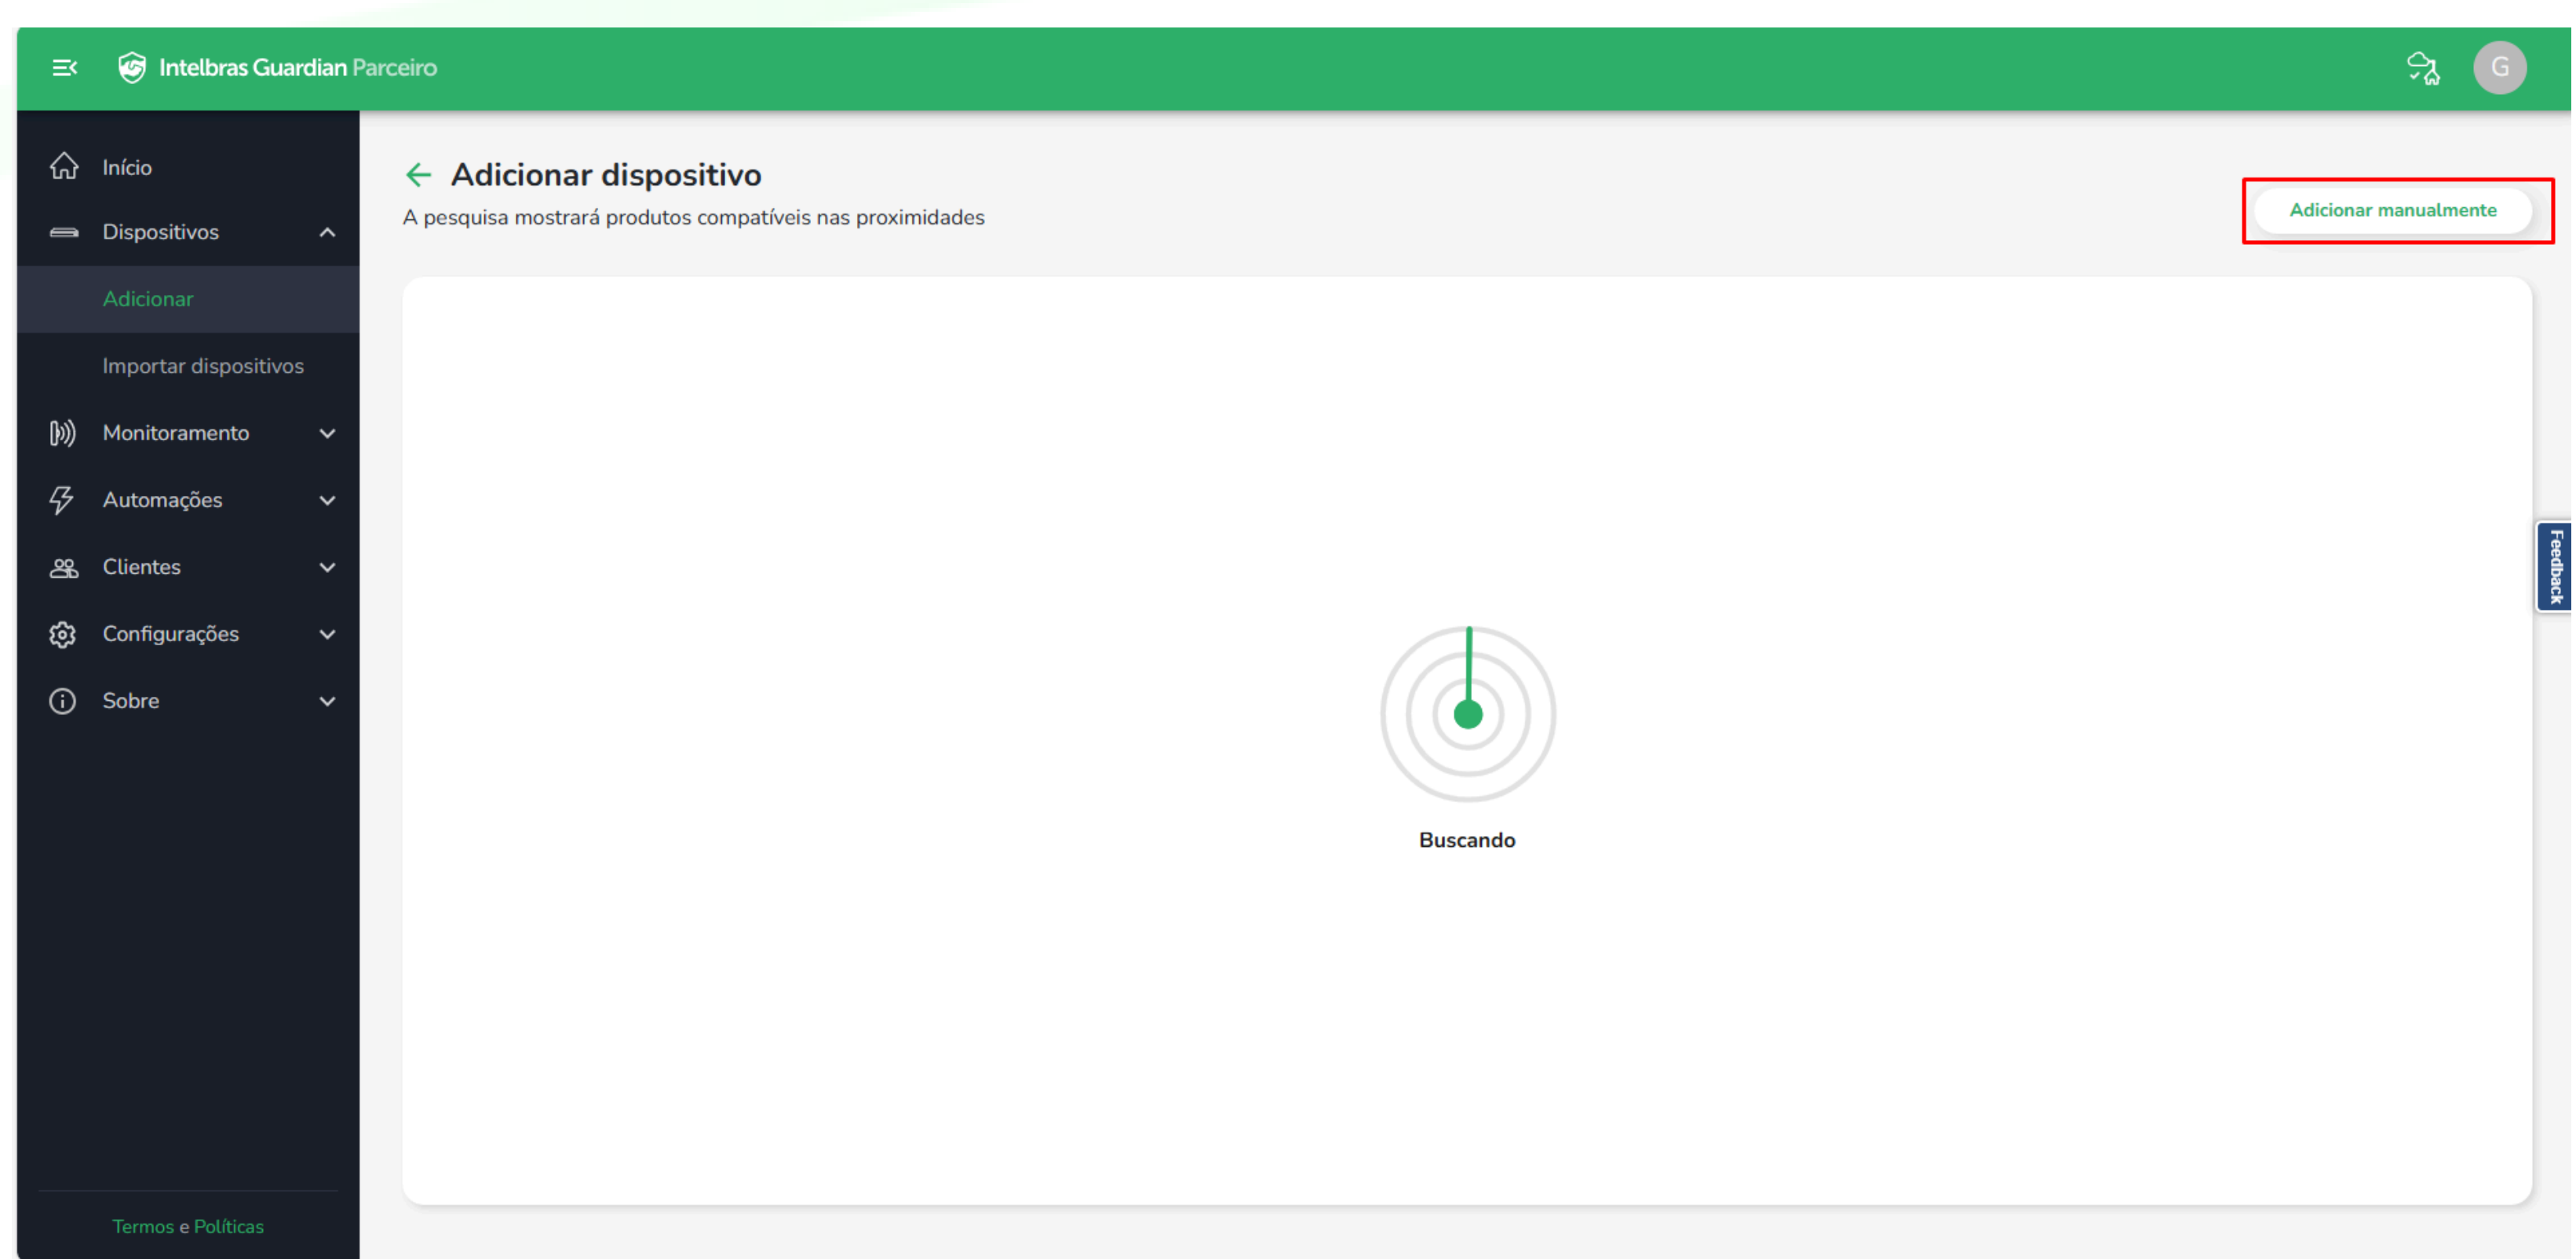 Intelbras Guardian Parceiro
G
Início
Dispositivos
Adicionar
Importar dispositivos
Monitoramento
Automações
Clientes
Configurações
Sobre
Termos e Políticas
Adicionar dispositivo
A pesquisa mostrará produtos compatíveis nas proximidades
Adicionar manualmente
Buscando
Feedback